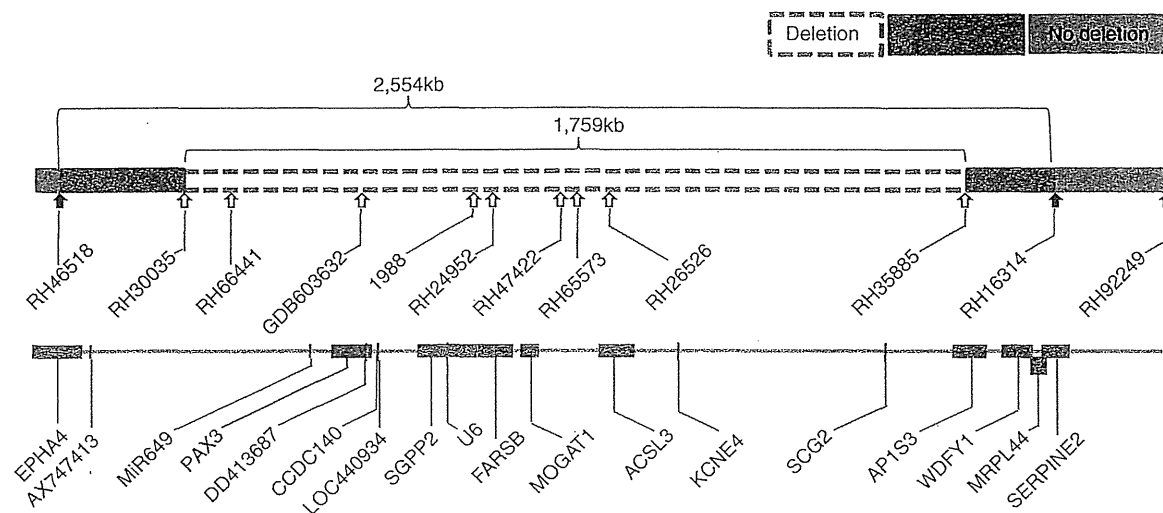 Deletion
No deletion
2,554kb
1,759kb
RH46518
RH30035
RH66441
GDB603632
1988
RH24952
RH47422
RH65573
RH26526
RH35885
RH16314
RH92249
EPHA4
AX747413
MiR649
PAX3
DD413687
CCDC140
LOC440934
SGPP2
U6
FARSB
MOGAT1
ACSL3
KCNE4
SCG2
AP1S3
WDFY1
MRPL44
SERPINE2